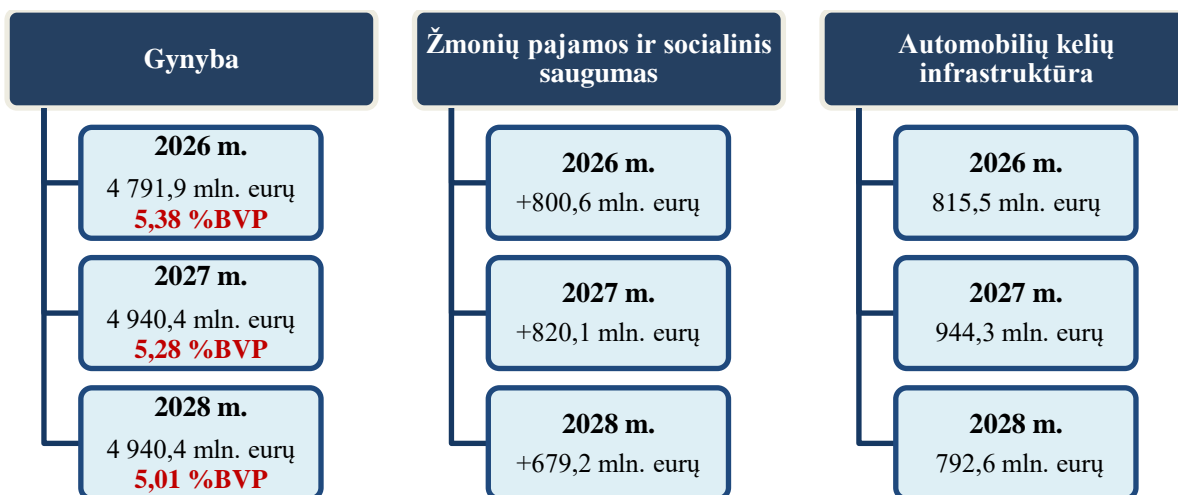 Gynyba
2026 m.
4 791,9 mln. eurų
5,38 %BVP
2027 m.
4 940,4 mln. eurų
5,28 %BVP
2028 m.
4 940,4 mln. eurų
5,01 %BVP
Žmonių pajamos ir socialinis
saugumas
2026 m.
+800,6 mln. eurų
2027 m.
+820,1 mln. eurų
2028 m.
+679,2 mln. eurų
Automobilių kelių
infrastruktūra
2026 m.
815,5 mln. eurų
2027 m.
944,3 mln. eurų
2028 m.
792,6 mln. eurų